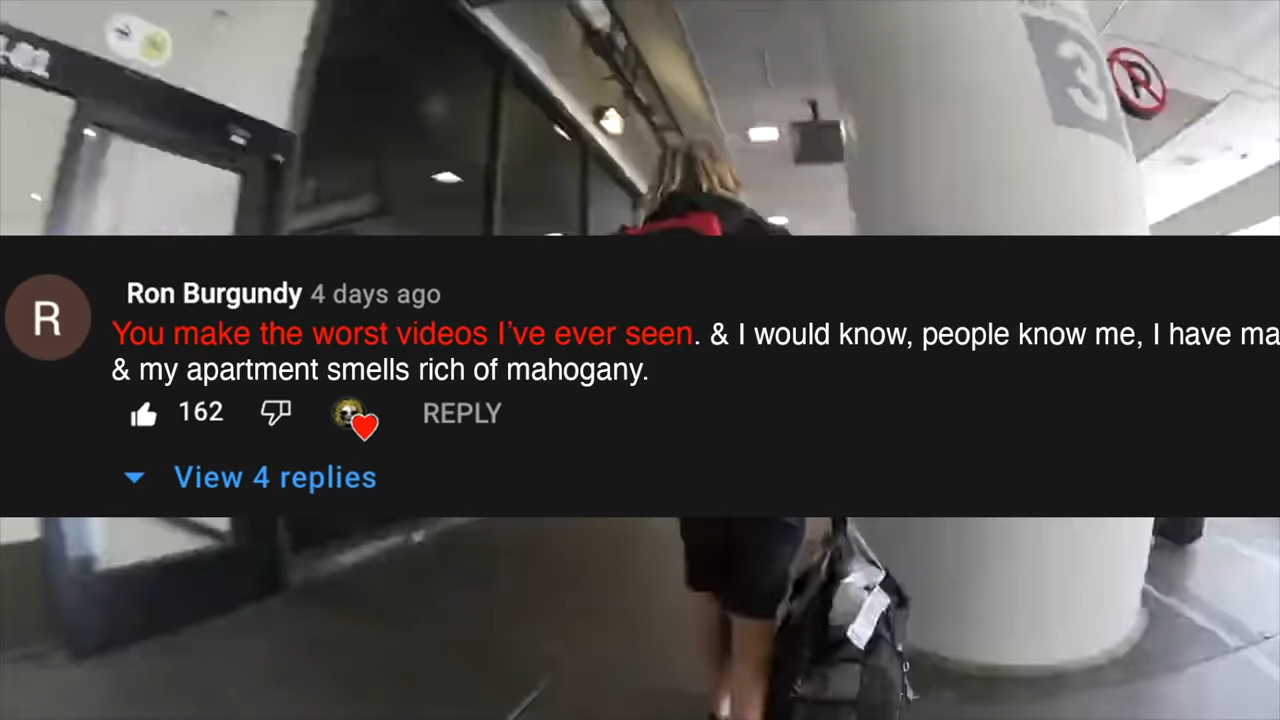 3
P
R
Ron Burgundy 4 days ago
You make the worst videos I've ever seen. & I would know, people know me, I have ma
& my apartment smells rich of mahogany.
162
REPLY
View 4 replies